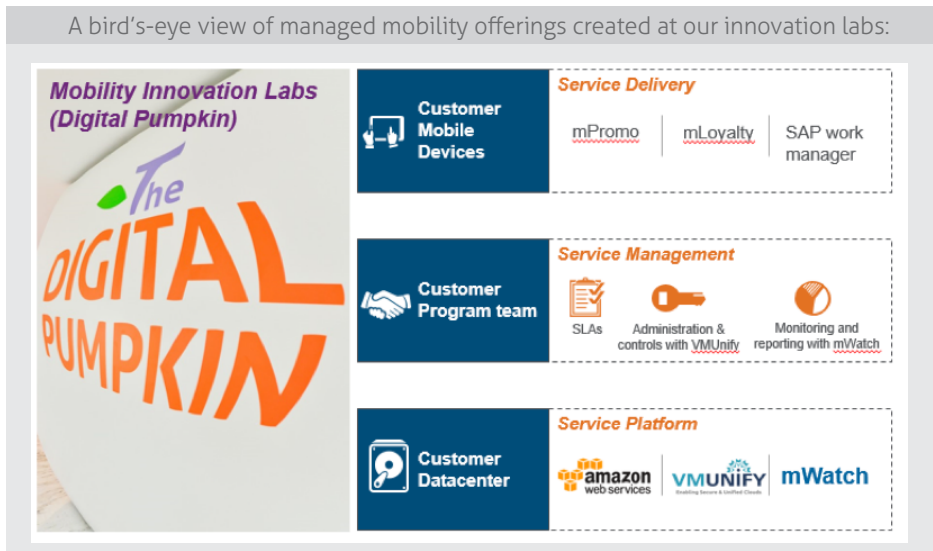 A bird’s-eye view of managed mobility offerings created at our innovation labs:
Mobility Innovation Labs
(Digital Pumpkin)
The
DIGITAL
PUMPKIN
Customer
Mobile
Devices
Service Delivery
mPromo
mLoyalty
SAP work
manager
Customer
Program team
Service Management
SLAs
Administration &
controls with VMUnify
Monitoring and
reporting with mWatch
Customer
Datacenter
Service Platform
amazon
web services
VMUNIFY
Enabling Secure & Unified Clouds
mWatch